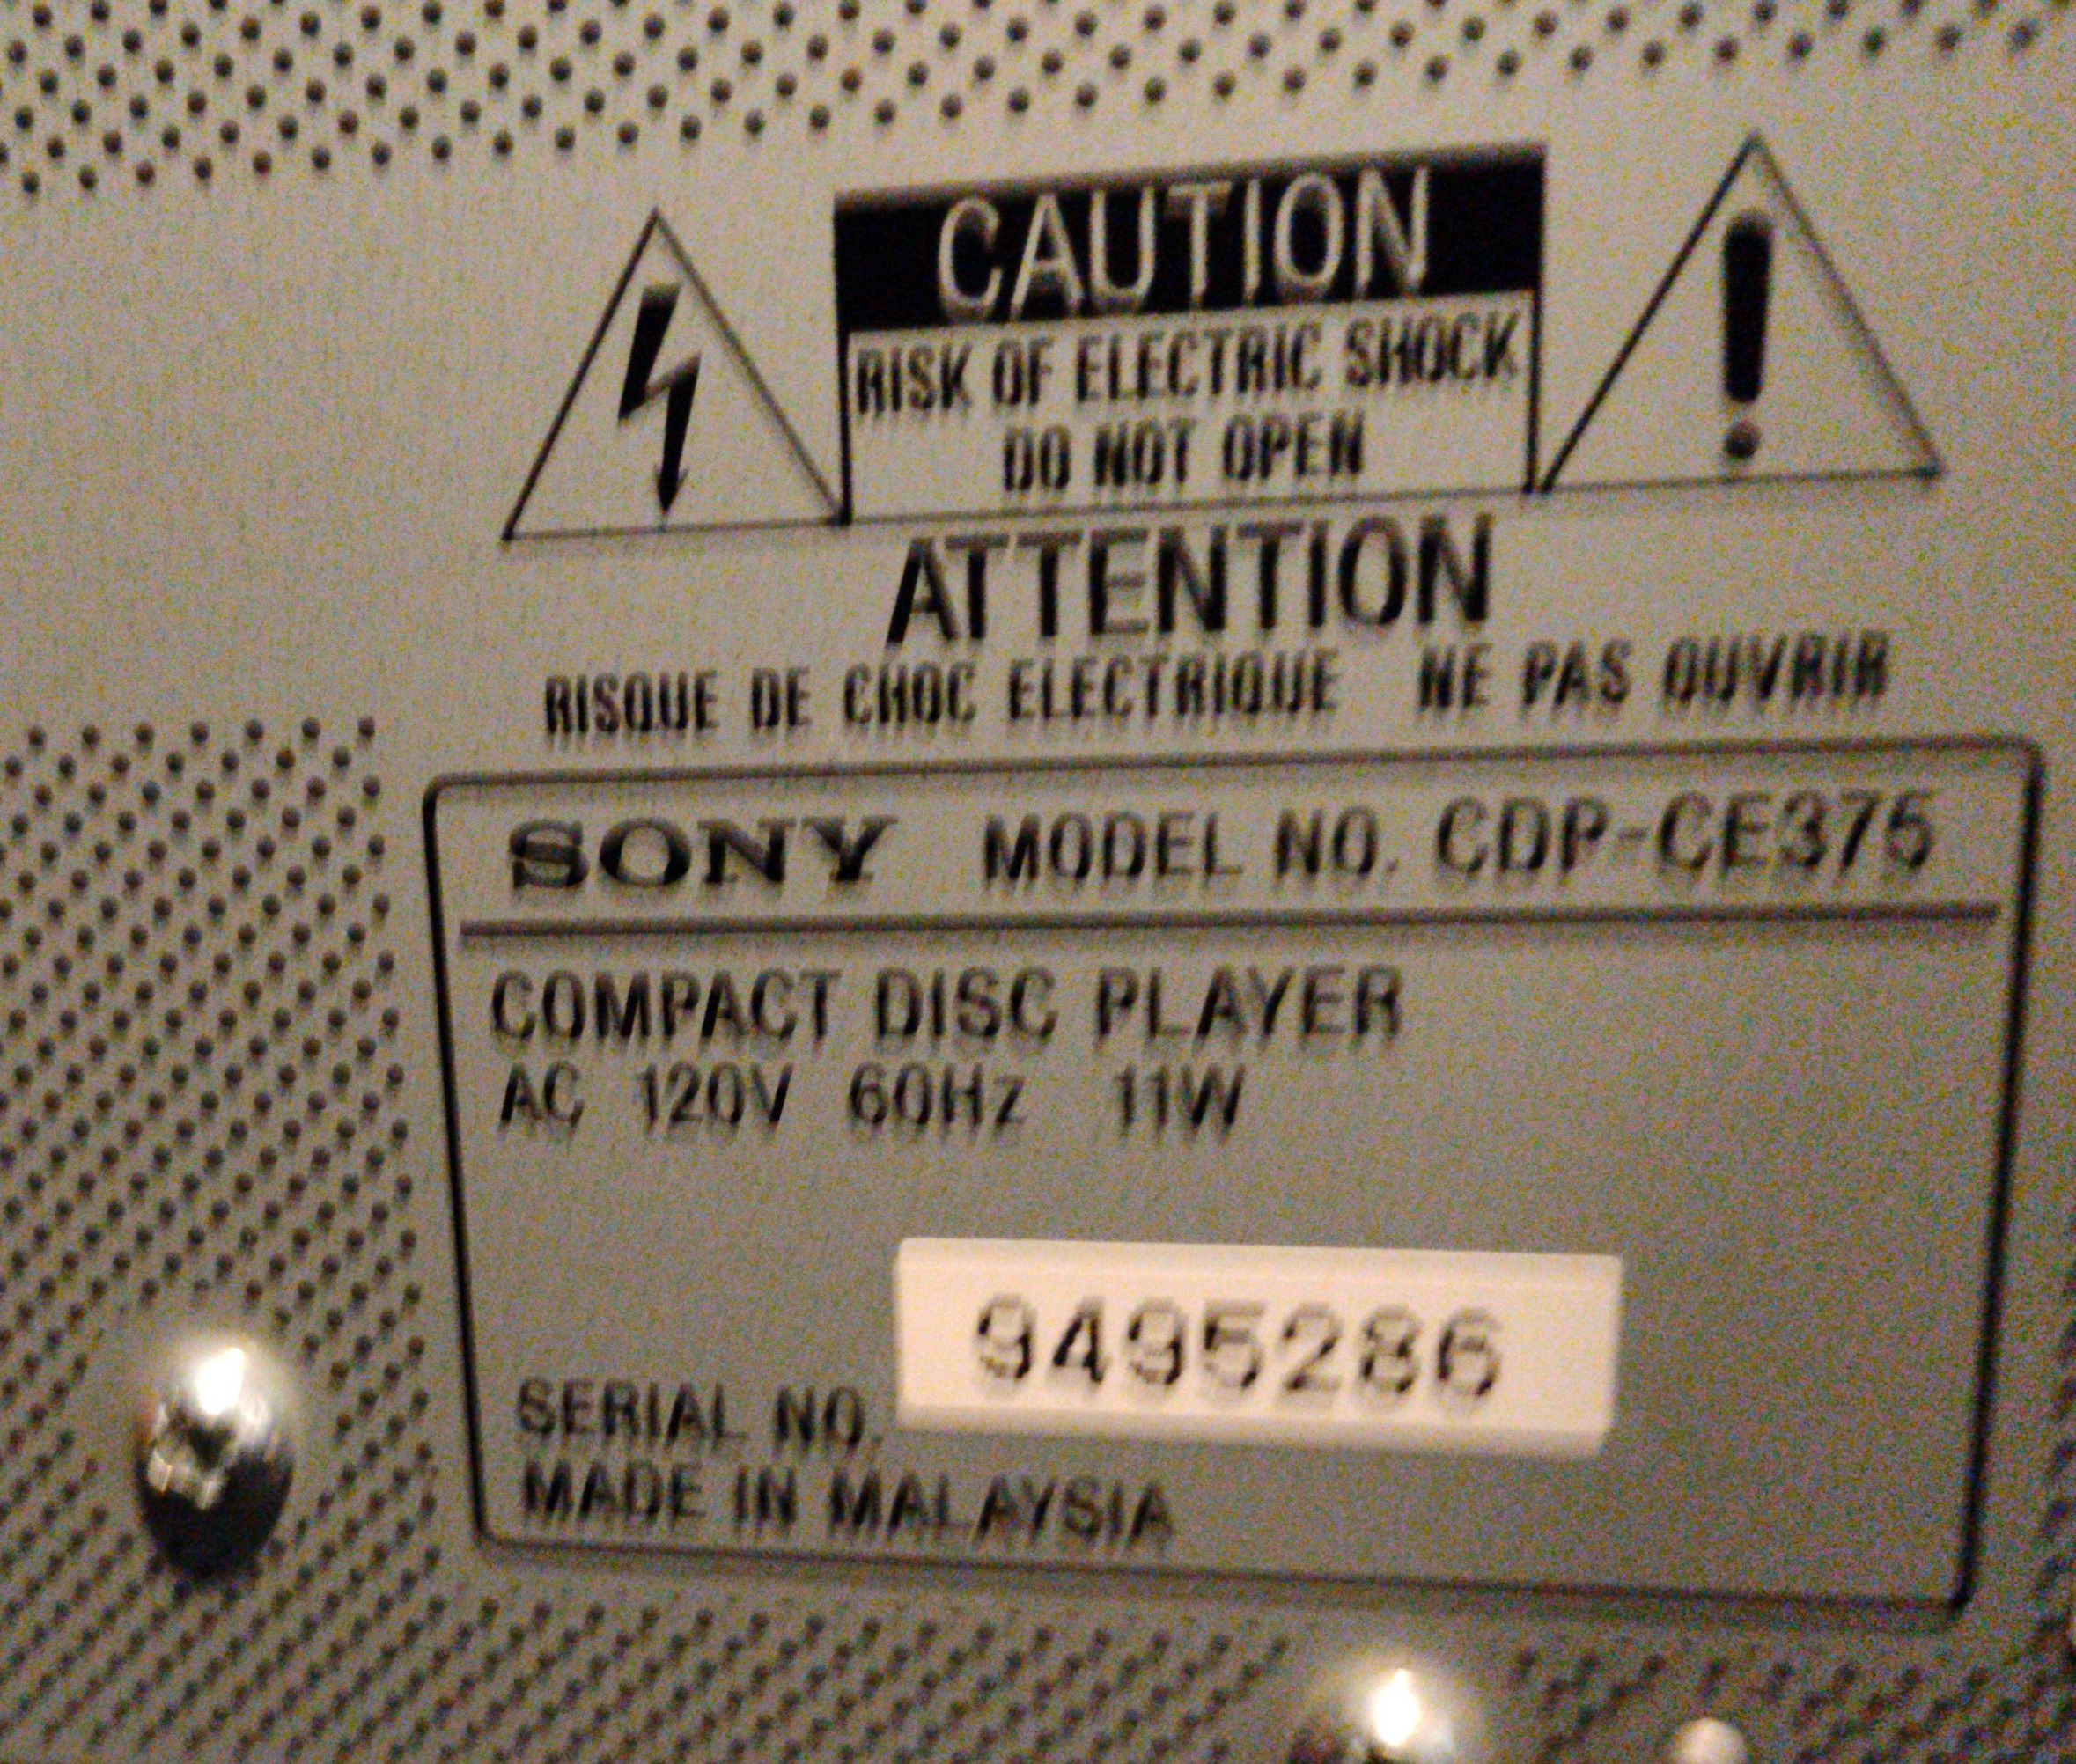 CAUTION
RISK OF ELECTRIC SHOCK
DO NOT OPEN
ATTENTION
RISQUE DE CHOC ELECTRIQUE NE PAS OUVRIR
SONY MODEL NO. CDP-CE375
COMPACT DISC PLAYER
AC 120V 60Hz 11W
9495286
SERIAL NO.
MADE IN MALAYSIA